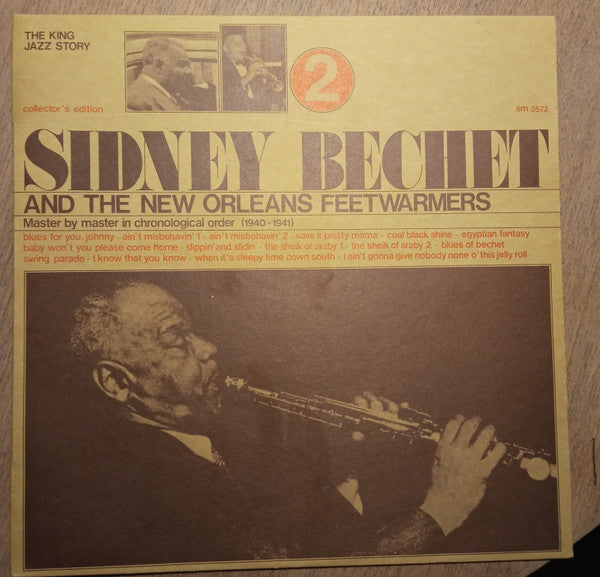 THE KING
JAZZ STORY
2
collector's edition
sm 3572
SIDNEY BECHET
AND THE NEW ORLEANS FEETWARMERS
Master by master in chronological order (1940-1941)
blues for you, johnny - ain't misbehavin' 1 - ain't misbehavin' 2 - save it pretty mama - coal black shine - egyptian fantasy
baby won't you please come home - slippin' and slidin' - the sheik of araby 1 - the sheik of araby 2 - blues of bechet
swing parade - I know that you know - when it's sleepy time down south - i ain't gonna give nobody none o'this jelly roll